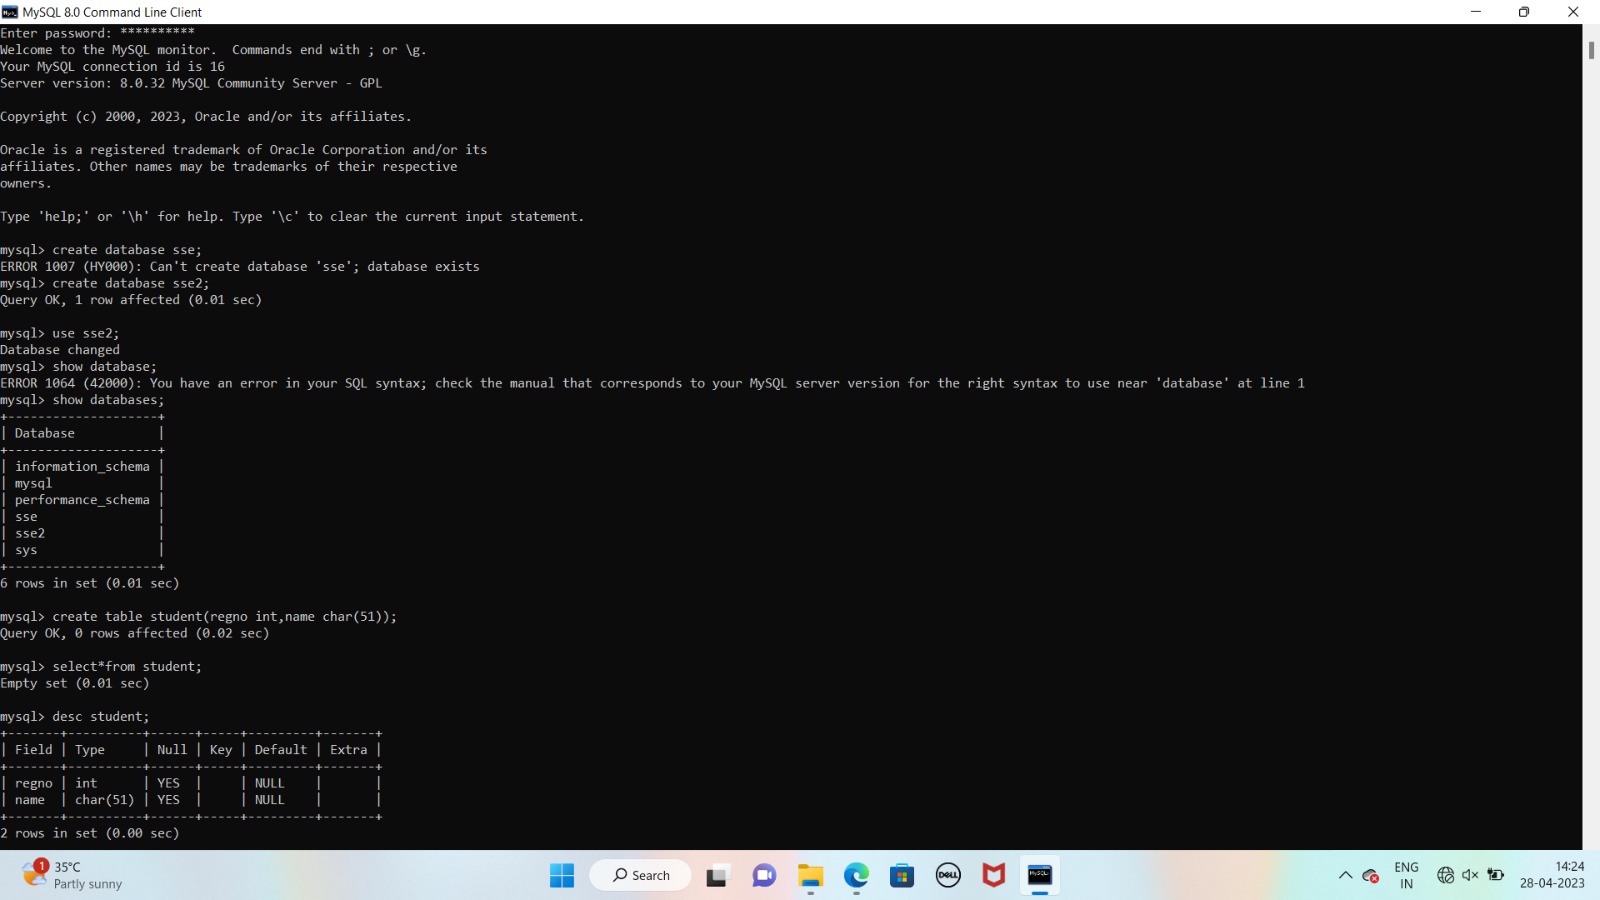 MySQL 8.0 Command Line Client
Enter password: **********
Welcome to the MySQL monitor.  Commands end with ; or \g.
Your MySQL connection id is 16
Server version: 8.0.32 MySQL Community Server - GPL
Copyright (c) 2000, 2023, Oracle and/or its affiliates.
Oracle is a registered trademark of Oracle Corporation and/or its
affiliates. Other names may be trademarks of their respective
owners.
Type 'help;' or '\h' for help. Type '\c' to clear the current input statement.
mysql> create database sse;
ERROR 1007 (HY000): Can't create database 'sse'; database exists
mysql> create database sse2;
Query OK, 1 row affected (0.01 sec)
mysql> use sse2;
Database changed
mysql> show database;
ERROR 1064 (42000): You have an error in your SQL syntax; check the manual that corresponds to your MySQL server version for the right syntax to use near 'database' at line 1
mysql> show databases;
+--------------------+
| Database           |
+--------------------+
| information_schema |
| mysql              |
| performance_schema |
| sse                |
| sse2               |
| sys                |
+--------------------+
6 rows in set (0.01 sec)
mysql> create table student(regno int,name char(51));
Query OK, 0 rows affected (0.02 sec)
mysql> select*from student;
Empty set (0.01 sec)
mysql> desc student;
+-------+----------+------+-----+---------+-------+
| Field | Type     | Null | Key | Default | Extra |
+-------+----------+------+-----+---------+-------+
| regno | int      | YES  |     | NULL    |       |
| name  | char(51) | YES  |     | NULL    |       |
+-------+----------+------+-----+---------+-------+
2 rows in set (0.00 sec)
1
35°C
Partly sunny
Search
DELL
MySQL
ENG
IN
14:24
28-04-2023